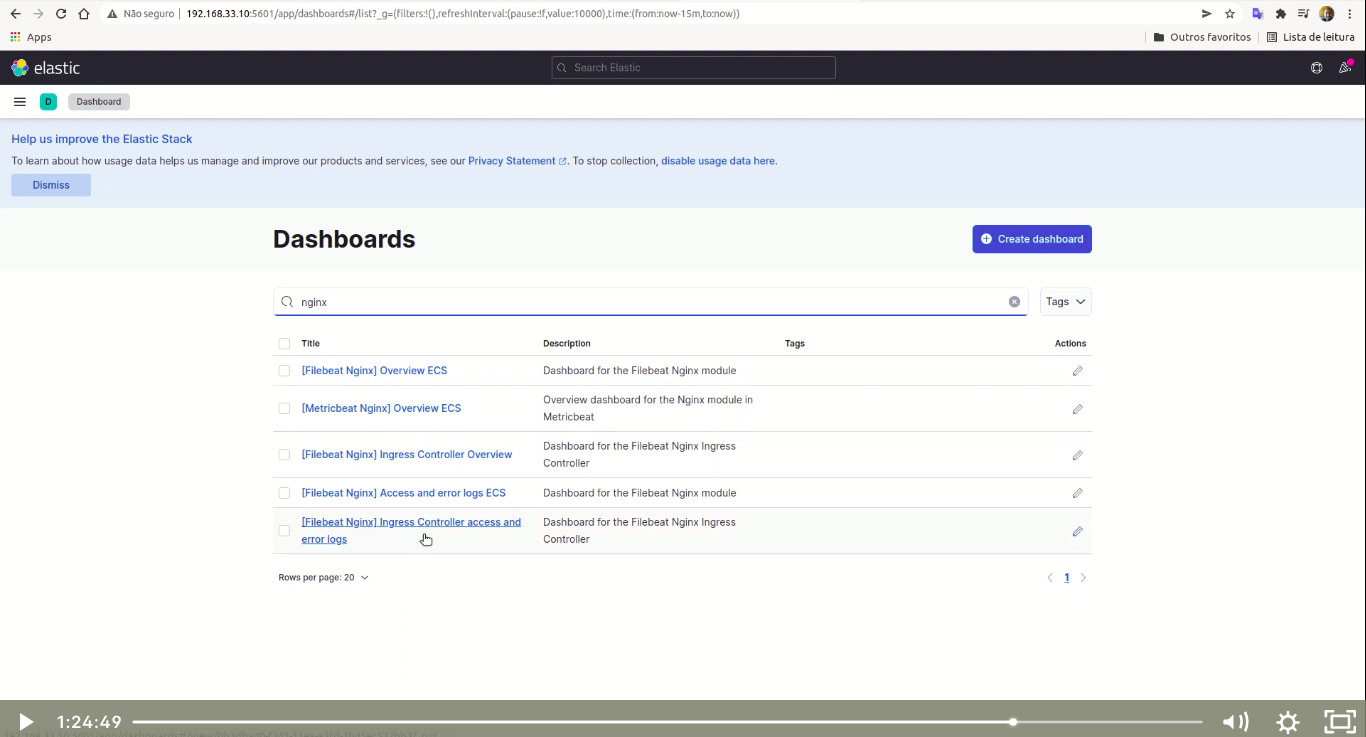 Não seguro | 192.168.33.10:5601/app/dashboards#/list?_g=(filters:!(),refreshInterval:(pause:!f,value:10000),time:(from:now-15m,to:now))
Apps
Outros favoritos
Lista de leitura
elastic
Search Elastic
D
Dashboard
Help us improve the Elastic Stack
To learn about how usage data helps us manage and improve our products and services, see our Privacy Statement. To stop collection, disable usage data here.
Dismiss
Dashboards
Create dashboard
nginx
Tags
Title Description Tags Actions
[Filebeat Nginx] Overview ECS Dashboard for the Filebeat Nginx module
[Metricbeat Nginx] Overview ECS Overview dashboard for the Nginx module in
Metricbeat
[Filebeat Nginx] Ingress Controller Overview Dashboard for the Filebeat Nginx Ingress
Controller
[Filebeat Nginx] Access and error logs ECS Dashboard for the Filebeat Nginx module
[Filebeat Nginx] Ingress Controller access and Dashboard for the Filebeat Nginx Ingress
error logs Controller
Rows per page: 20
1
1:24:49